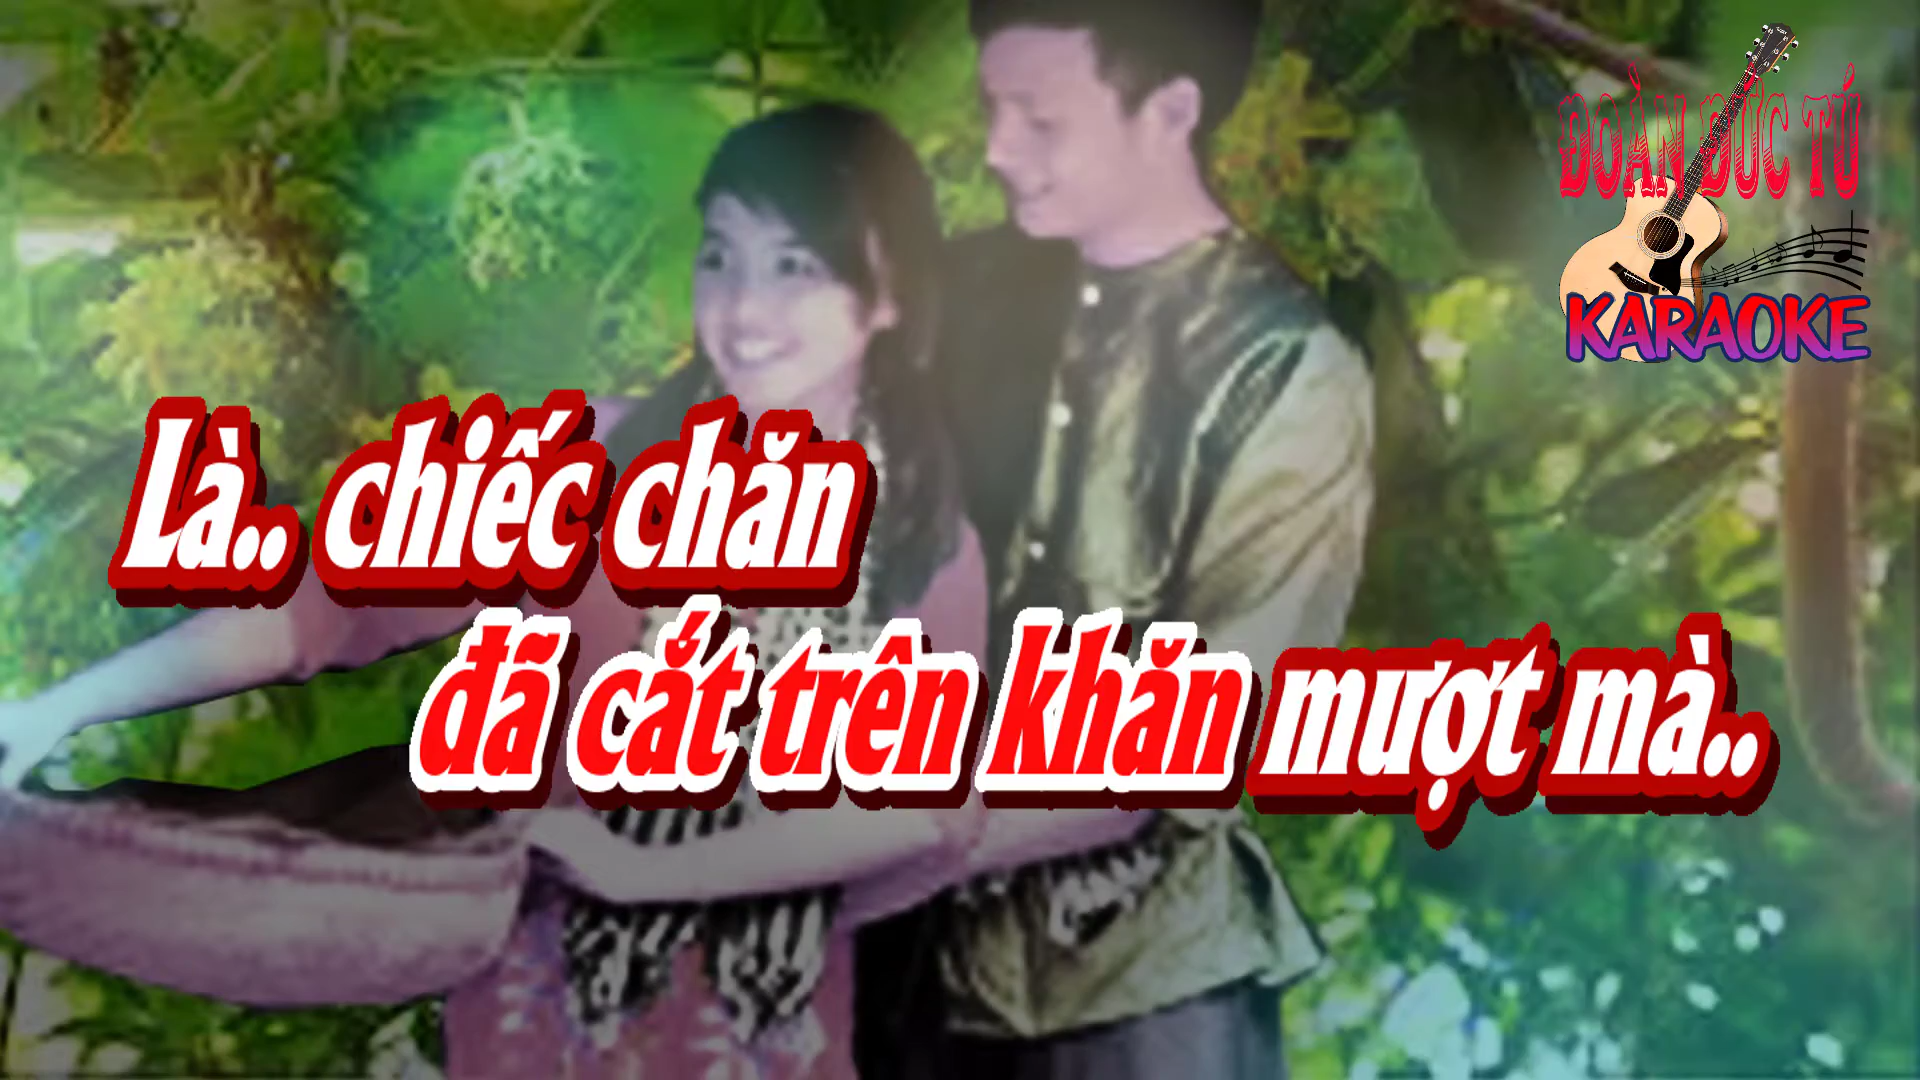 ĐOÀN ĐỨC TÚ
KARAOKE
Là.. chiếc chăn
đã cắt trên khăn mượt mà..